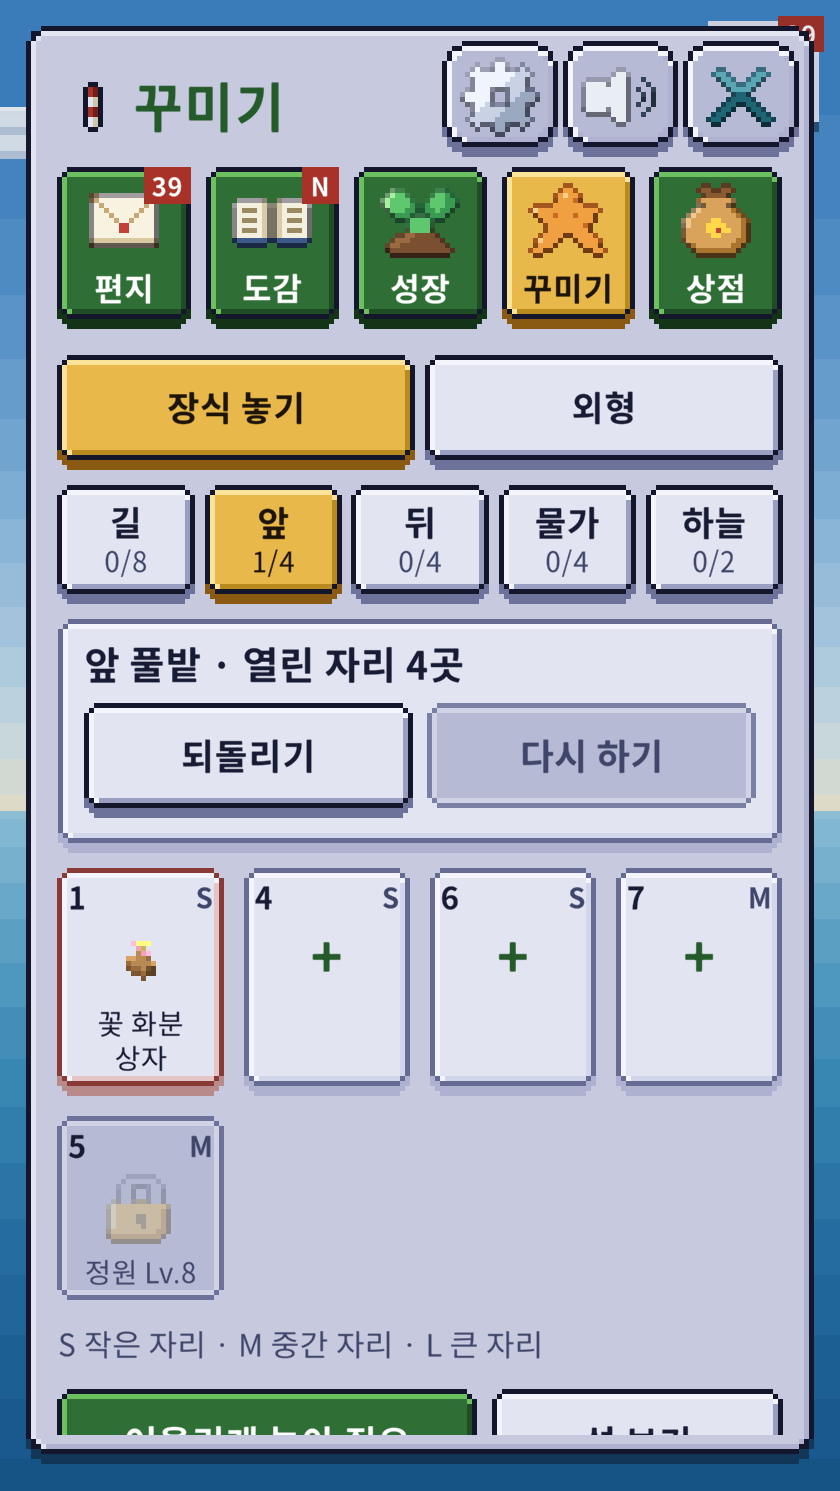 꾸미기
39
N
편지
도감
성장
꾸미기
상점
장식 놓기
외형
길
0/8
앞
1/4
뒤
0/4
물가
0/4
하늘
0/2
앞 풀밭 · 열린 자리 4곳
되돌리기
다시 하기
1
S
4
S
6
S
7
M
+
+
+
꽃 화분
상자
5
M
정원 Lv.8
S 작은 자리 · M 중간 자리 · L 큰 자리